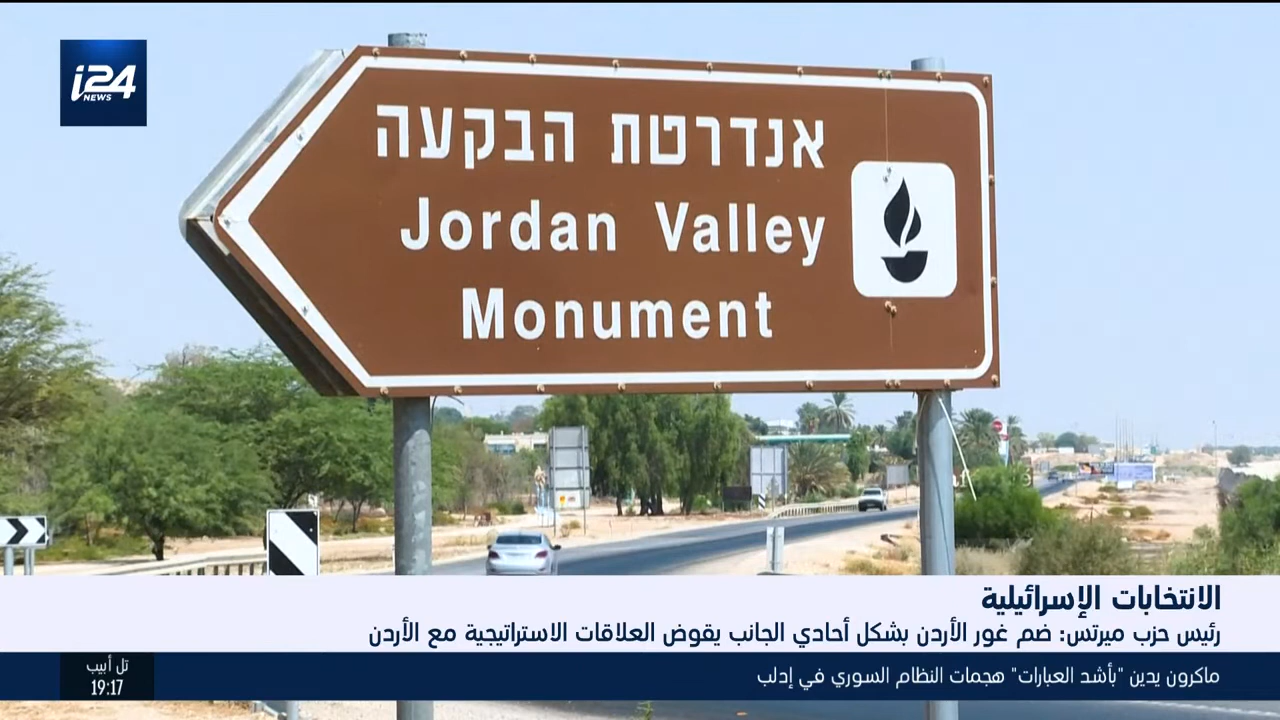 i24
NEWS
אנדרטת הבקעה
Jordan Valley
Monument
الانتخابات الإسرائيلية
رئيس حزب ميرتس: ضم غور الأردن بشكل أحادي الجانب يقوض العلاقات الاستراتيجية مع الأردن
تل أبيب
19:17
ماكرون يدين "بأشد العبارات" هجمات النظام السوري في إدلب